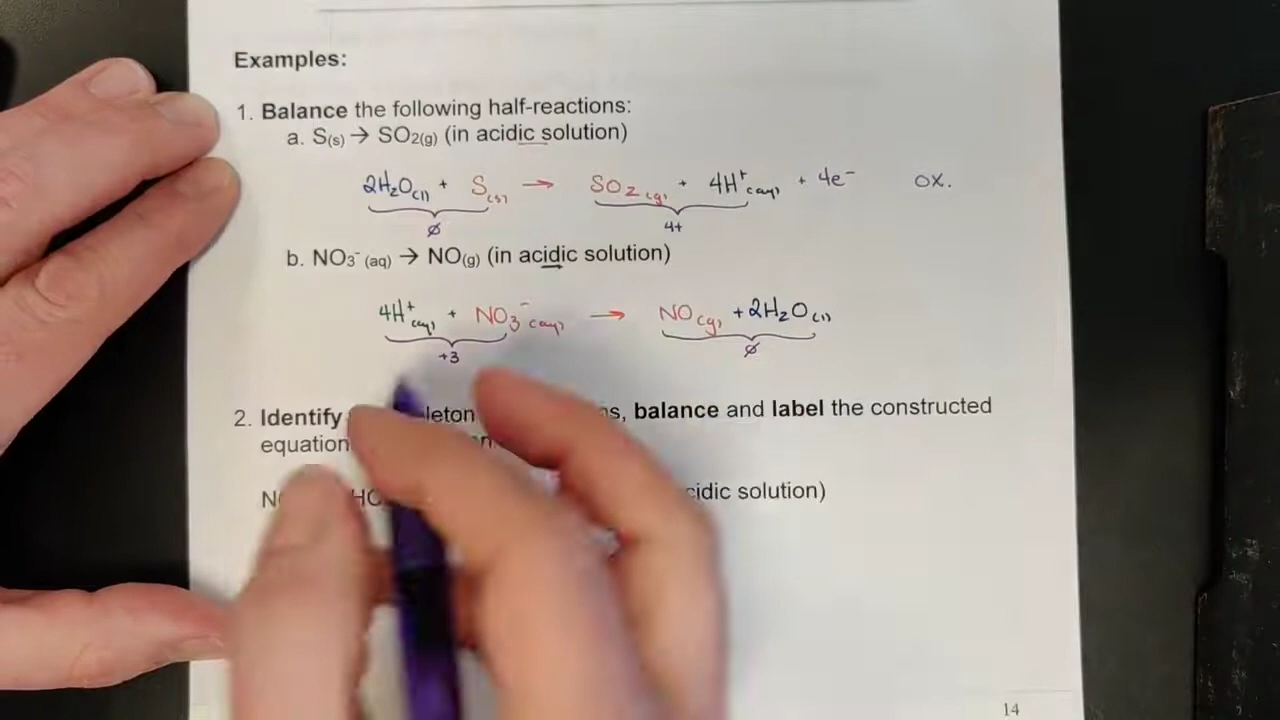 Examples:
1. Balance the following half-reactions:
a. S(s) → SO2(g) (in acidic solution)
2H₂O(l) + S(s) → SO2(g) + 4H⁺(aq) + 4e⁻ ox.
ø 4+
b. NO3⁻(aq) → NO(g) (in acidic solution)
4H⁺(aq) + NO3⁻(aq) → NO(g) + 2H₂O(l)
+3 ø
2. Identify balance and label the constructed
equation
solution)
14